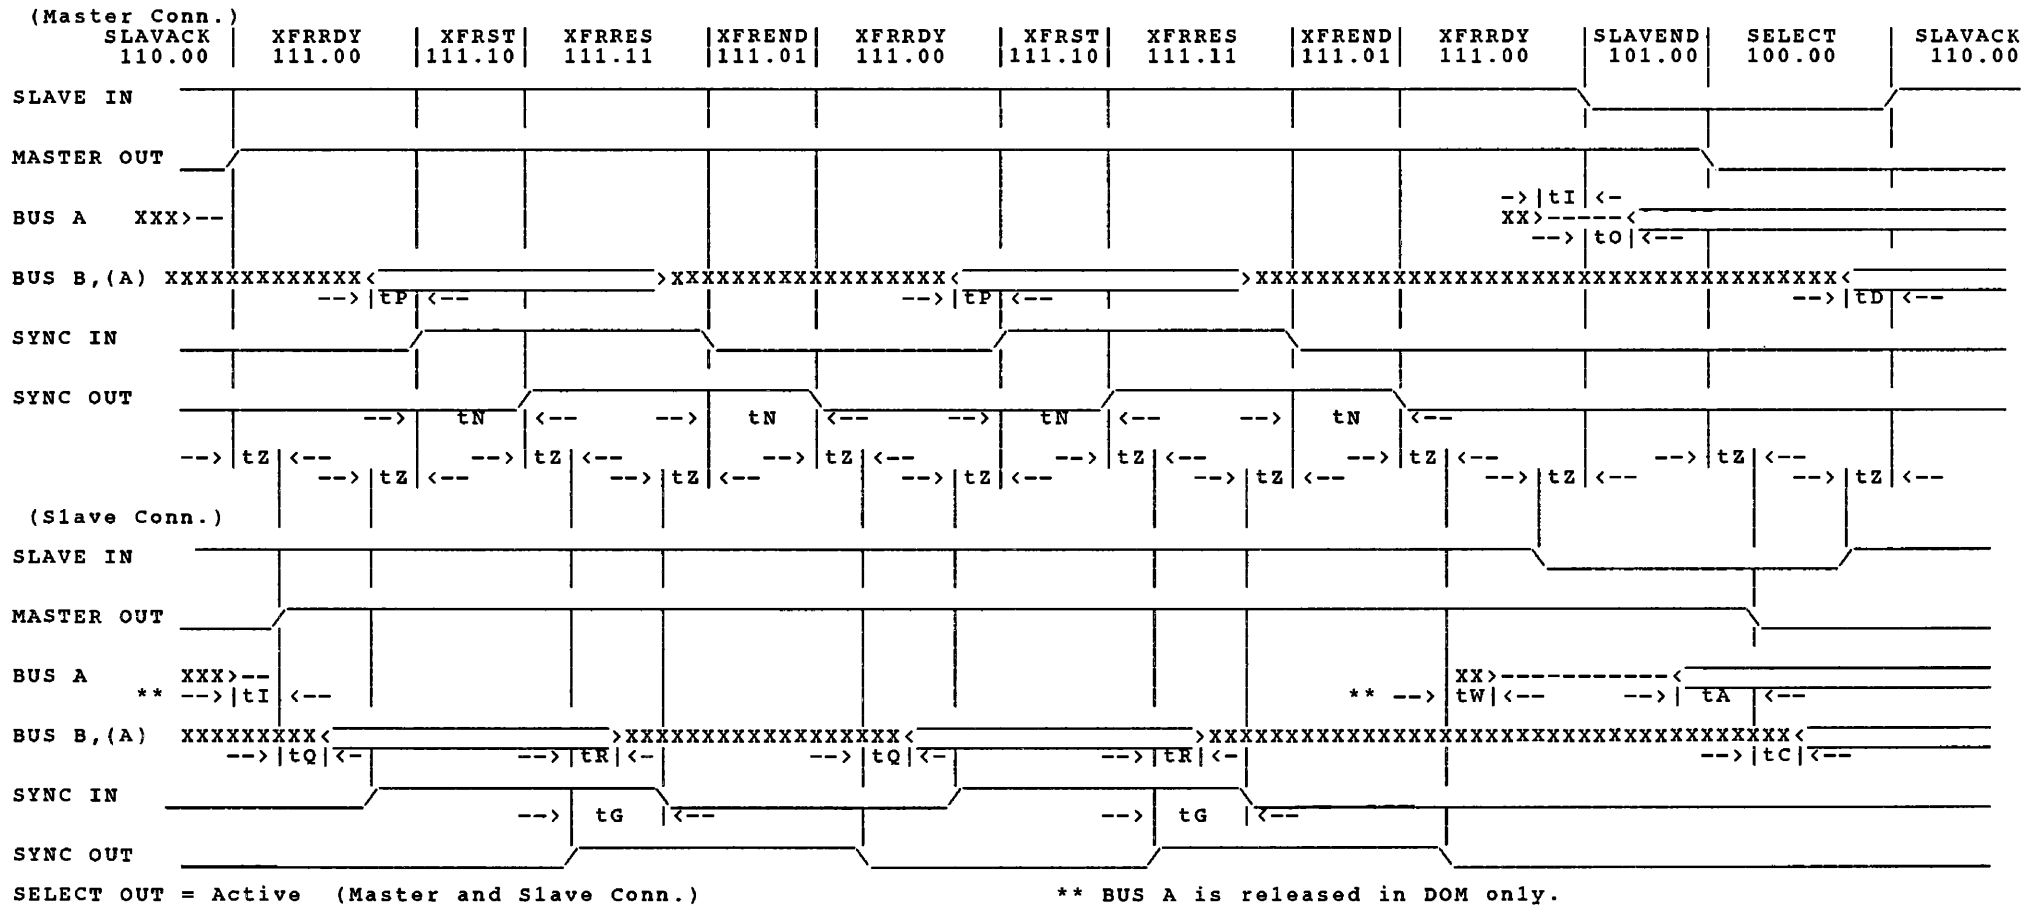 (Master Conn.)
SLAVACK | XFRRDY | XFRST | XFRRES | XFREND | XFRRDY | XFRST | XFRRES | XFREND | XFRRDY | SLAVEND | SELECT | SLAVACK
110.00 | 111.00 | 111.10 | 111.11 | 111.01 | 111.00 | 111.10 | 111.11 | 111.01 | 111.00 | 101.00 | 100.00 | 110.00
SLAVE IN
MASTER OUT
-->|tI|<-
BUS A XXX>-- XX>-----<
-->|tO|<--
BUS B,(A) XXXXXXXXXXXXX< >XXXXXXXXXXXXXXXXX< >XXXXXXXXXXXXXXXXXXXXXXXXXXXXXXXXXXXXXX<
-->|tP|<-- -->|tP|<-- -->|tD|<--
SYNC IN
SYNC OUT
--> tN <-- --> tN <-- --> tN <-- --> tN <--
-->|tZ|<-- -->|tZ|<-- -->|tZ|<-- -->|tZ|<-- -->|tZ|<-- -->|tZ|<--
-->|tZ|<-- -->|tZ|<-- -->|tZ|<-- -->|tZ|<-- -->|tZ|<-- -->|tZ|<--
(Slave Conn.)
SLAVE IN
MASTER OUT
BUS A XXX>-- XX>------------<
** -->|tI|<-- ** -->|tW|<-- -->| tA |<--
BUS B,(A) XXXXXXXXX< >XXXXXXXXXXXXXXXXXX< >XXXXXXXXXXXXXXXXXXXXXXXXXXXXXXXXXXXXXX<
-->|tQ|<- -->|tR|<- -->|tQ|<- -->|tR|<- -->|tC|<--
SYNC IN
-->| tG |<-- -->| tG |<--
SYNC OUT
SELECT OUT = Active (Master and Slave Conn.) ** BUS A is released in DOM only.